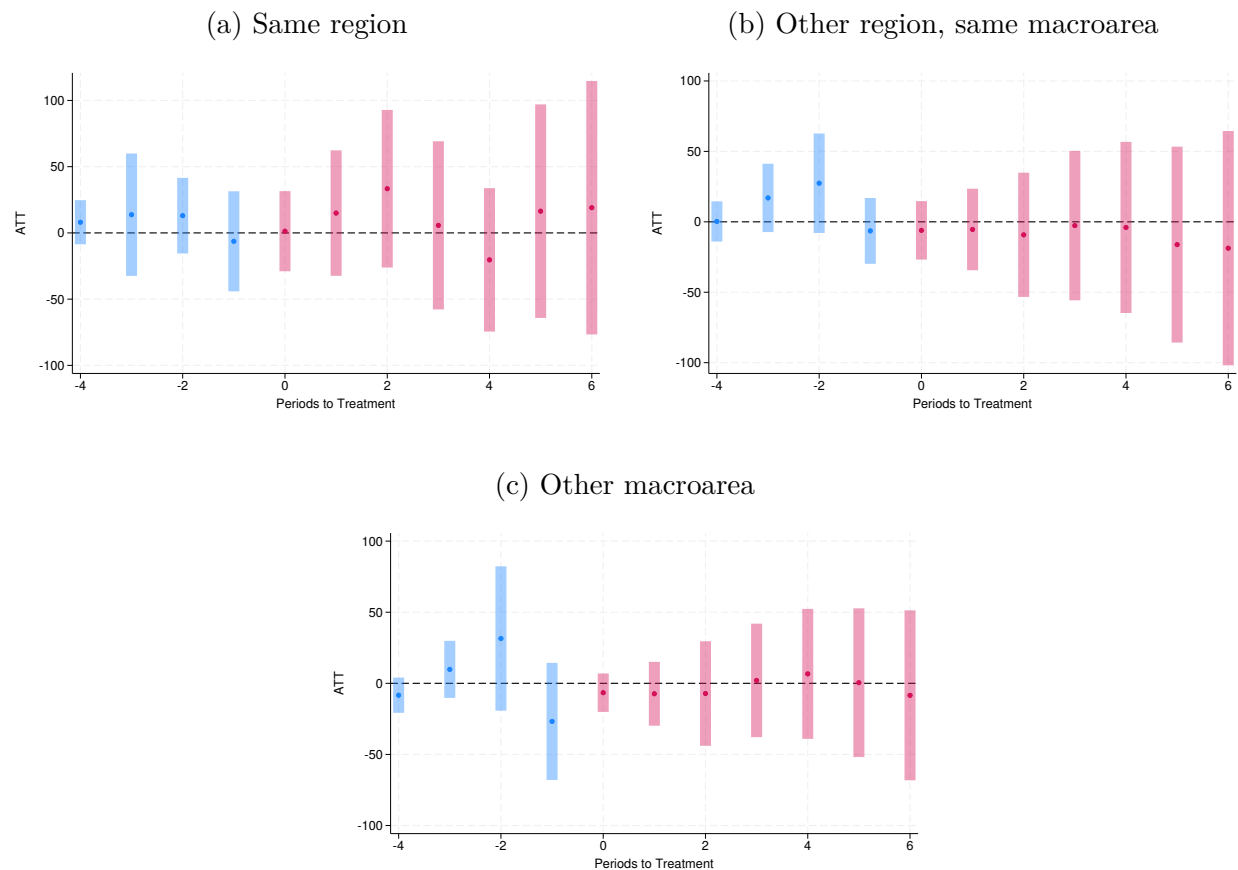 (a) Same region
100
50
0
-50
-100
ATT
-4 -2 0 2 4 6
Periods to Treatment
(b) Other region, same macroarea
100
50
0
-50
-100
ATT
-4 -2 0 2 4 6
Periods to Treatment
(c) Other macroarea
100
50
0
-50
-100
ATT
-4 -2 0 2 4 6
Periods to Treatment